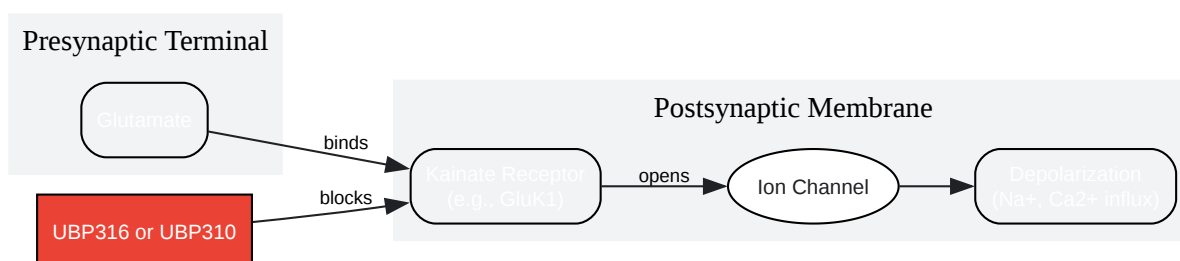 Presynaptic Terminal
Glutamate
binds
UBP316 or UBP310
blocks
Postsynaptic Membrane
Kainate Receptor
(e.g., GluK1)
opens
Ion Channel
Depolarization
(Na+, Ca2+ influx)